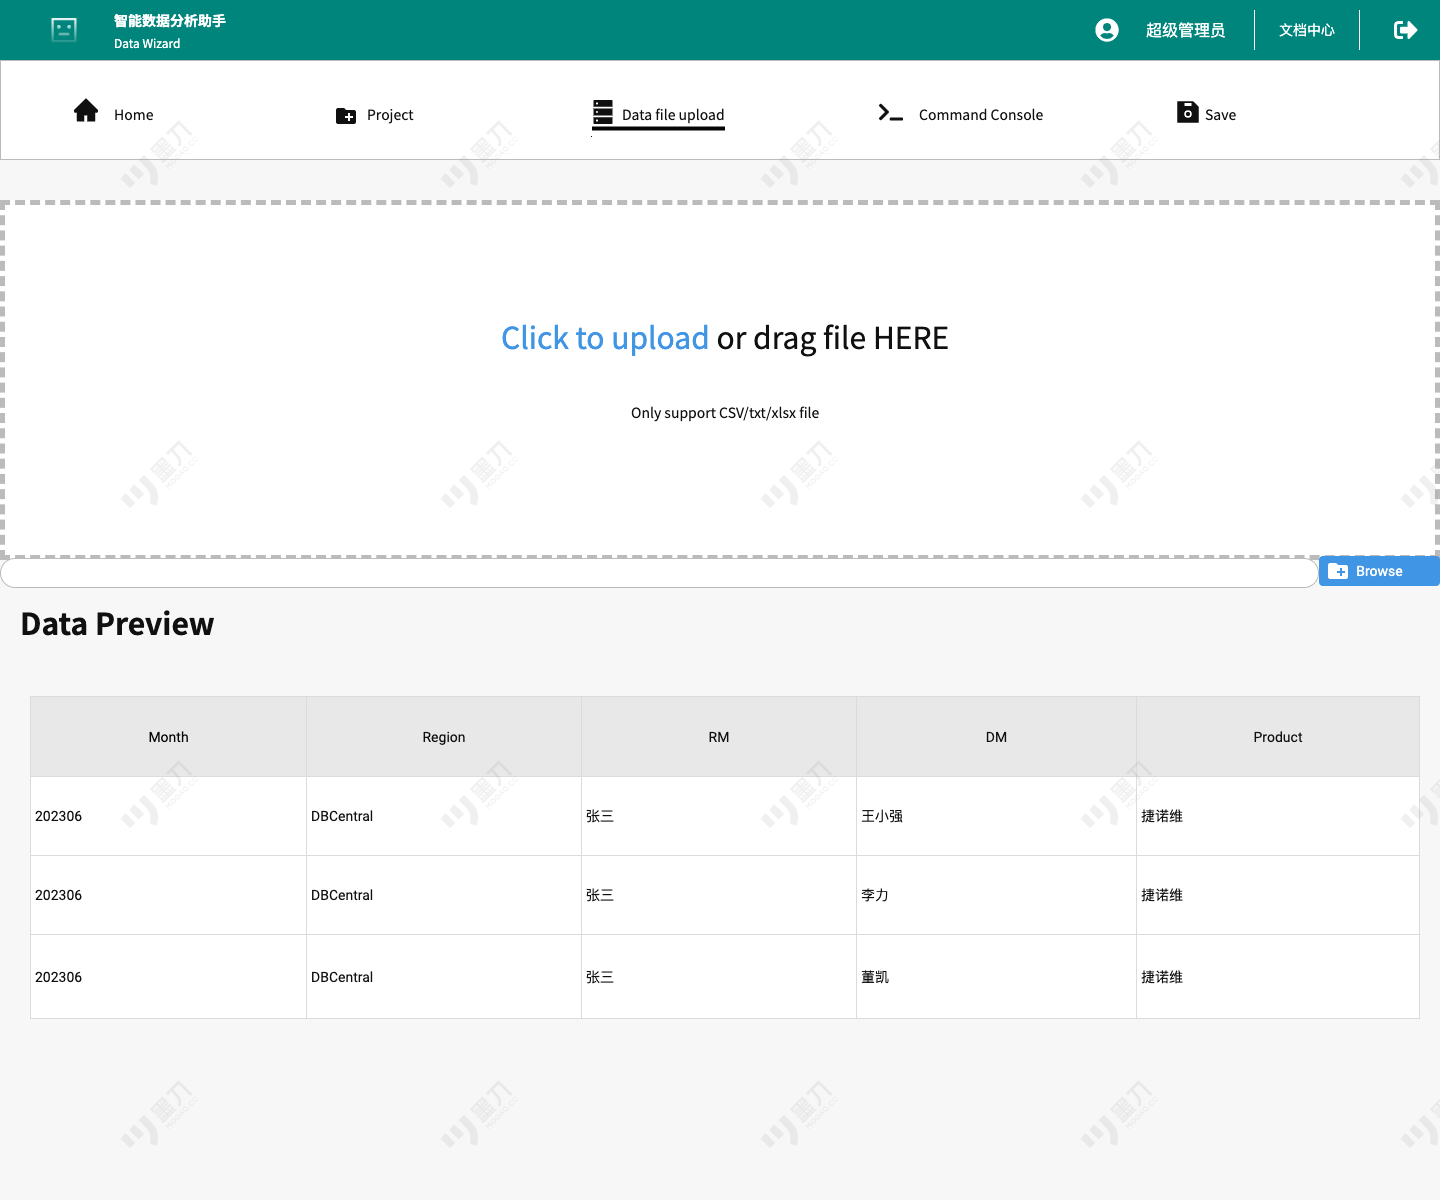 智能数据分析助手
Data Wizard
超级管理员
文档中心
Home
Project
Data file upload
Command Console
Save
Click to upload or drag file HERE
Only support CSV/txt/xlsx file
Browse
Data Preview
Month Region RM DM Product
202306 DBCentral 张三 王小强 捷诺维
202306 DBCentral 张三 李力 捷诺维
202306 DBCentral 张三 董凯 捷诺维
墨刀